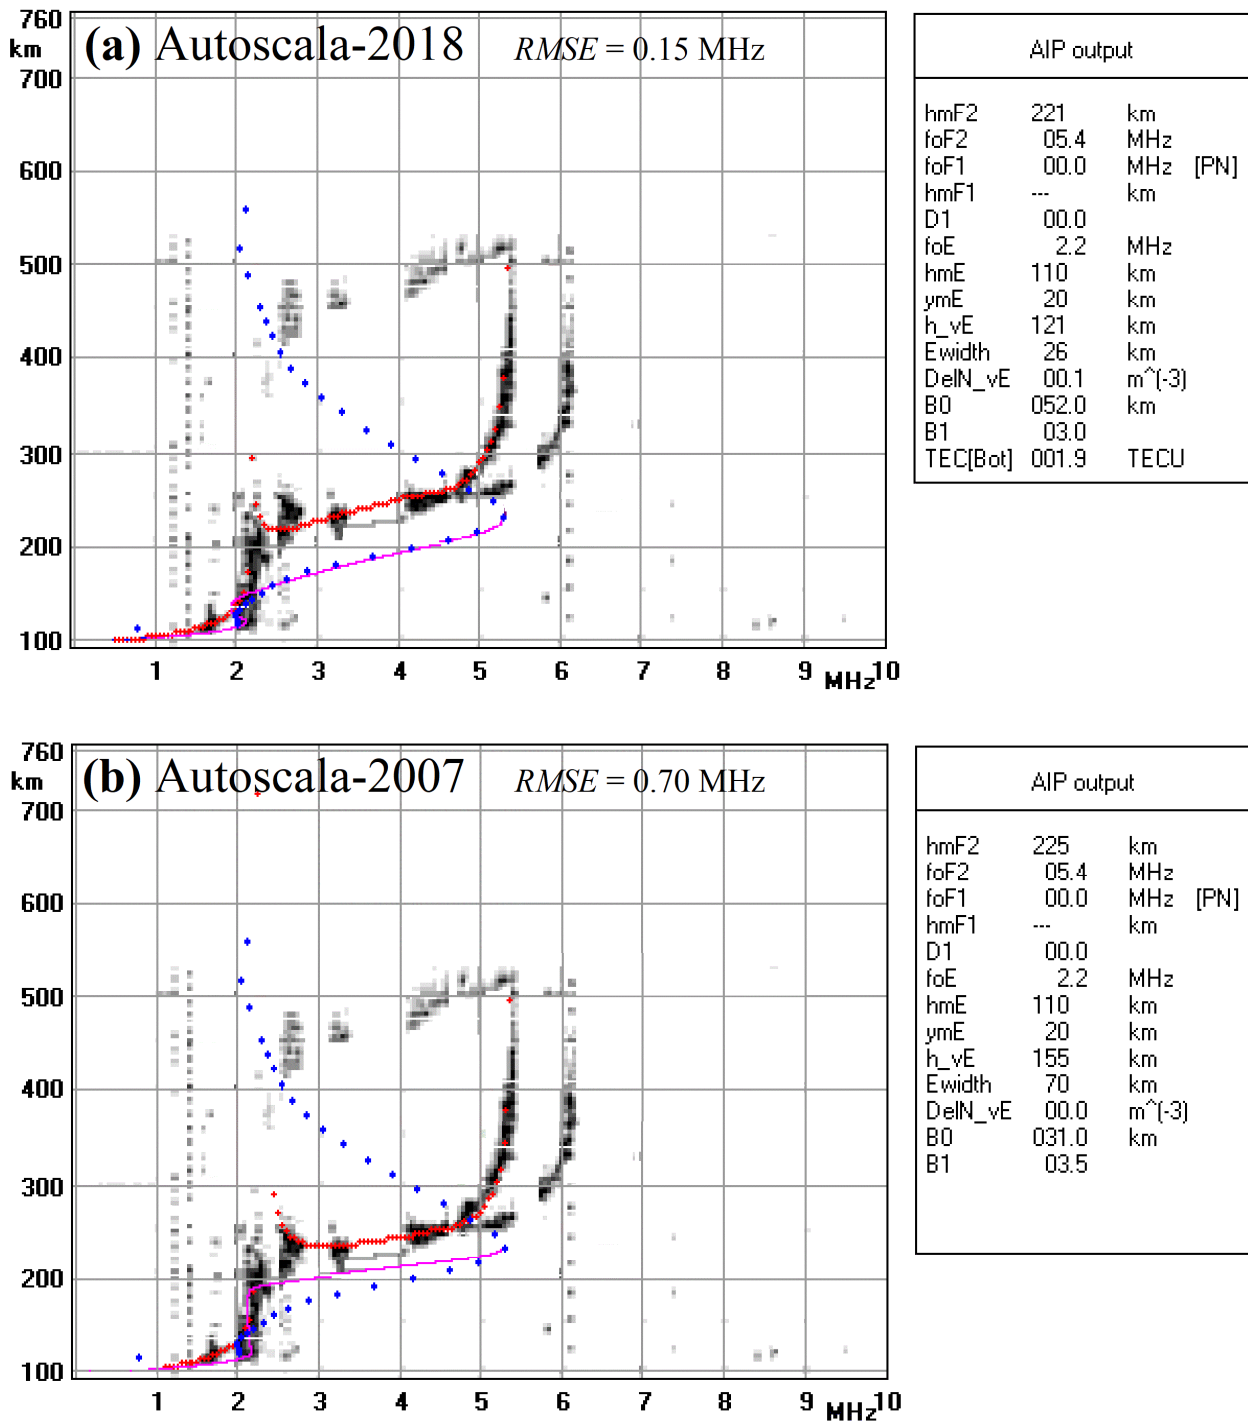 760
km
(a) Autoscala-2018 RMSE = 0.15 MHz
700
600
500
400
300
200
100
1 2 3 4 5 6 7 8 9 10
MHz
AIP output
hmF2 221 km
foF2 05.4 MHz
foF1 00.0 MHz [PN]
hmF1 --- km
D1 00.0
foE 2.2 MHz
hmE 110 km
ymE 20 km
h_vE 121 km
Ewidth 26 km
DelN_vE 00.1 m^(-3)
B0 052.0 km
B1 03.0
TEC[Bot] 001.9 TECU
760
km
(b) Autoscala-2007 RMSE = 0.70 MHz
700
600
500
400
300
200
100
1 2 3 4 5 6 7 8 9 10
MHz
AIP output
hmF2 225 km
foF2 05.4 MHz
foF1 00.0 MHz [PN]
hmF1 --- km
D1 00.0
foE 2.2 MHz
hmE 110 km
ymE 20 km
h_vE 155 km
Ewidth 70 km
DelN_vE 00.0 m^(-3)
B0 031.0 km
B1 03.5